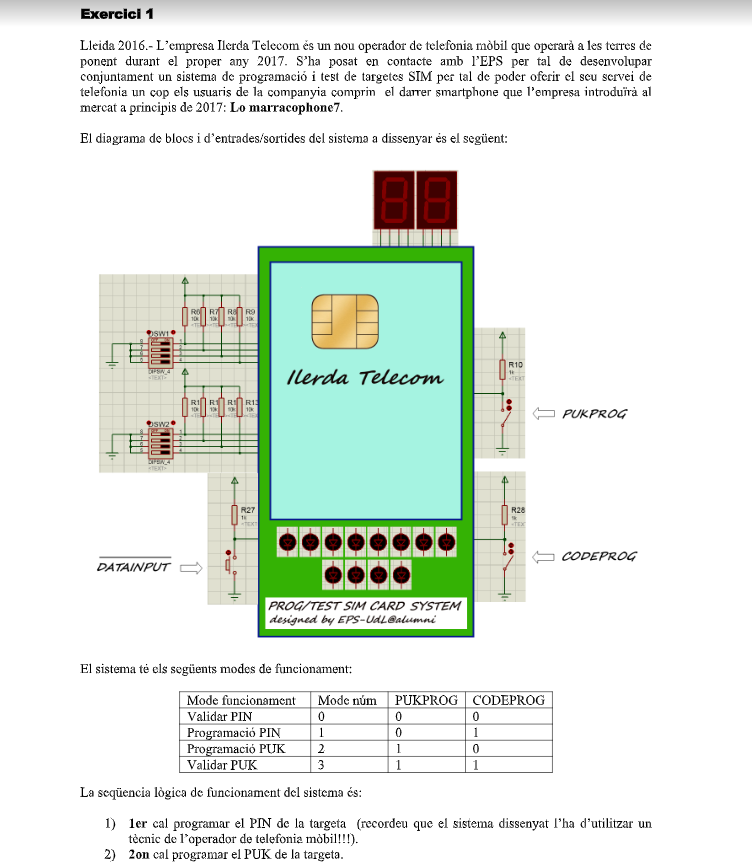 Exercici 1
Lleida 2016.- L'empresa Ilerda Telecom és un nou operador de telefonia mòbil que operarà a les terres de
ponent durant el proper any 2017. S'ha posat en contacte amb l'EPS per tal de desenvolupar
conjuntament un sistema de programació i test de targetes SIM per tal de poder oferir el seu servei de
telefonia un cop els usuaris de la companyia comprin el darrer smartphone que l'empresa introduïrà al
mercat a principis de 2017: Lo marracophone7.
El diagrama de blocs i d'entrades/sortides del sistema a dissenyar és el següent:
88
R6 R7 R8 R9
10k 10k 10k 10k
DSW1
DIPSW_4
<TEXT>
R1 R1 R1 R13
10k 10k 10k 10k
DSW2
DIPSW_4
<TEXT>
Ilerda Telecom
R10
1k
<TEXT
PUKPROG
R27
1k
<TEXT
DATAINPUT
R28
1k
<TEXT
CODEPROG
PROG/TEST SIM CARD SYSTEM
designed by EPS-UdL@alumni
El sistema té els següents modes de funcionament:
Mode funcionament Mode núm PUKPROG CODEPROG
Validar PIN 0 0 0
Programació PIN 1 0 1
Programació PUK 2 1 0
Validar PUK 3 1 1
La seqüència lògica de funcionament del sistema és:
1) 1er cal programar el PIN de la targeta (recordeu que el sistema dissenyat l'ha d'utilitzar un
tècnic de l'operador de telefonia mòbil!!!).
2) 2on cal programar el PUK de la targeta.